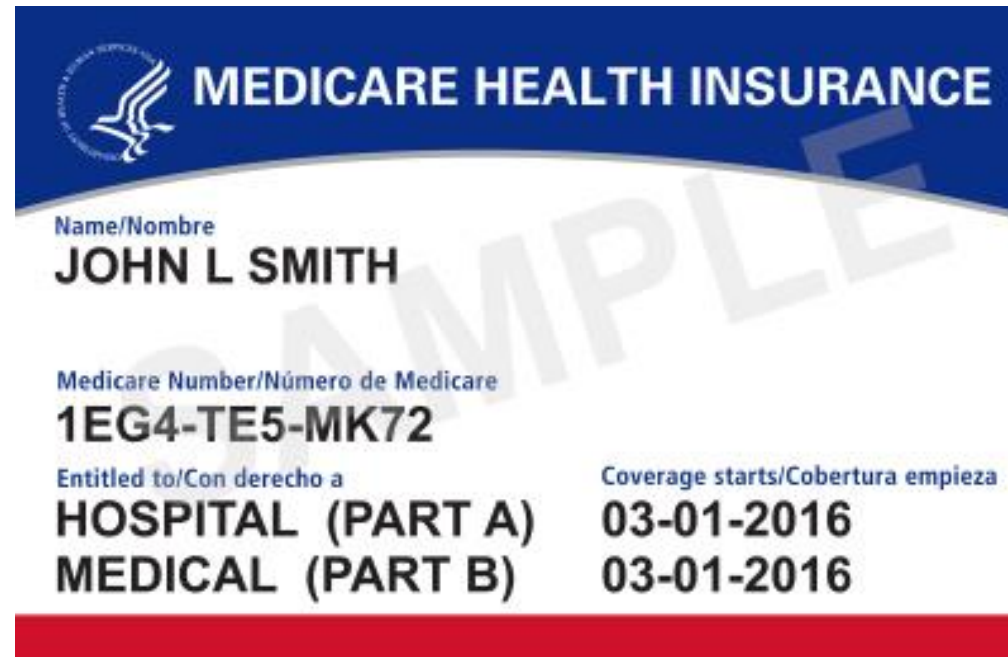 MEDICARE HEALTH INSURANCE
Name/Nombre
JOHN L SMITH
Medicare Number/Número de Medicare
1EG4-TE5-MK72
Entitled to/Con derecho a Coverage starts/Cobertura empieza
HOSPITAL (PART A) 03-01-2016
MEDICAL (PART B) 03-01-2016
SAMPLE